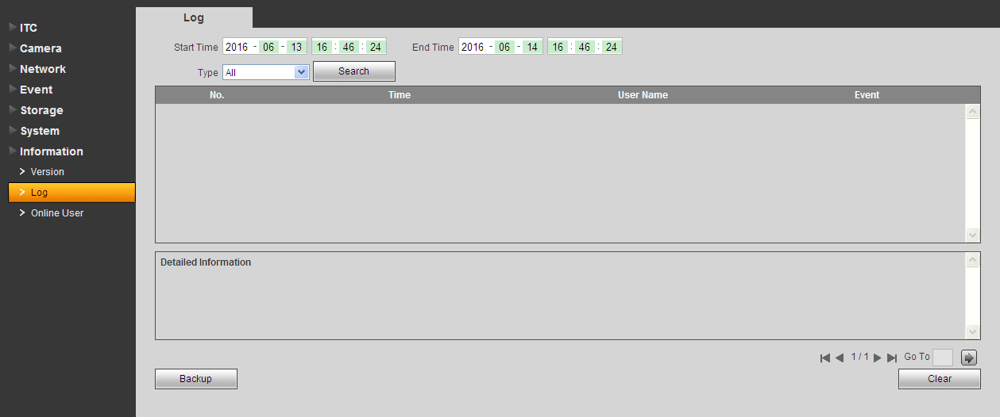 Log
ITC
Camera
Network
Event
Storage
System
Information
Version
Log
Online User
Start Time 2016 - 06 - 13 16 : 46 : 24 End Time 2016 - 06 - 14 16 : 46 : 24
Type All Search
No. Time User Name Event
Detailed Information
1 / 1 Go To
Backup Clear